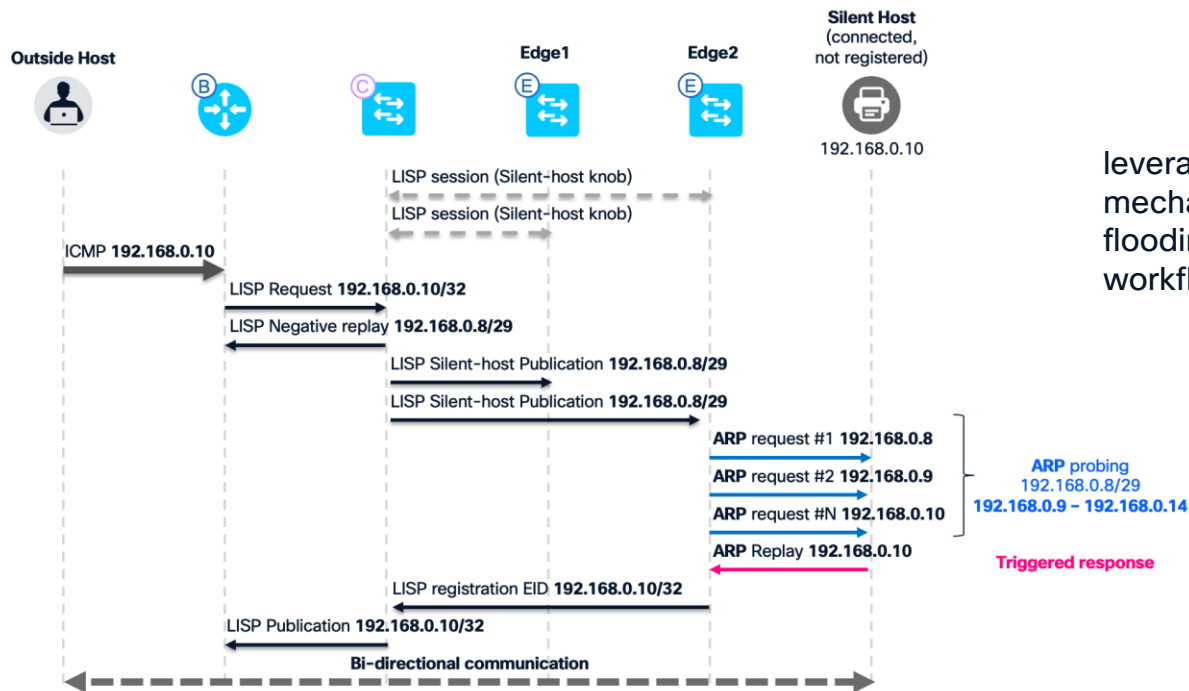 Silent Host
(connected,
not registered)
Outside Host
Edge1
Edge2
B
C
E
E
192.168.0.10
LISP session (Silent-host knob)
LISP session (Silent-host knob)
ICMP 192.168.0.10
LISP Request 192.168.0.10/32
LISP Negative replay 192.168.0.8/29
LISP Silent-host Publication 192.168.0.8/29
LISP Silent-host Publication 192.168.0.8/29
ARP request #1 192.168.0.8
ARP request #2 192.168.0.9
ARP request #N 192.168.0.10
ARP Replay 192.168.0.10
ARP probing
192.168.0.8/29
192.168.0.9 – 192.168.0.14
Triggered response
LISP registration EID 192.168.0.10/32
LISP Publication 192.168.0.10/32
Bi-directional communication